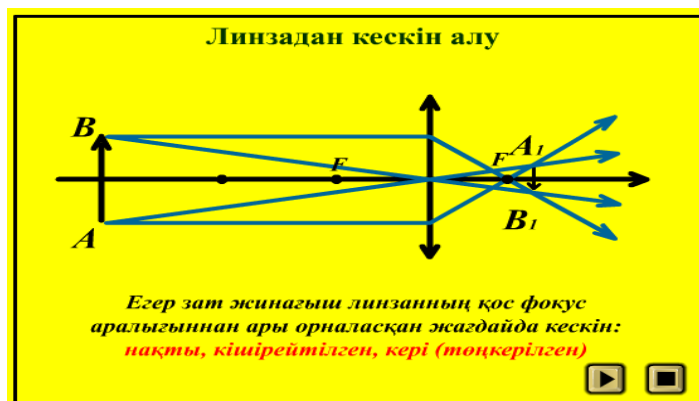 Линзадан кескін алу
B
F
F
A1
A
B1
Егер зат жинағыш линзанның қос фокус
аралығыннан ары орналасқан жағдайда кескін:
нақты, кішірейтілген, кері (төңкерілген)